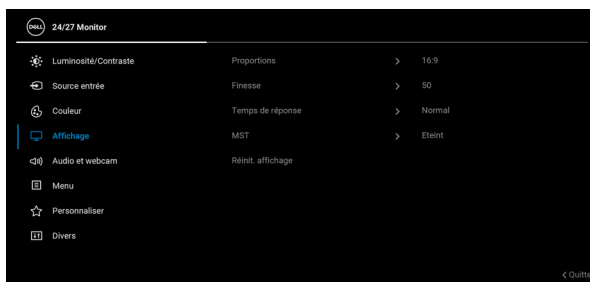 DELL 24/27 Monitor
Luminosité/Contraste Proportions > 16:9
Source entrée Finesse > 50
Couleur Temps de réponse > Normal
Affichage MST > Eteint
Audio et webcam Réinit. affichage
Menu
Personnaliser
Divers
< Quitte